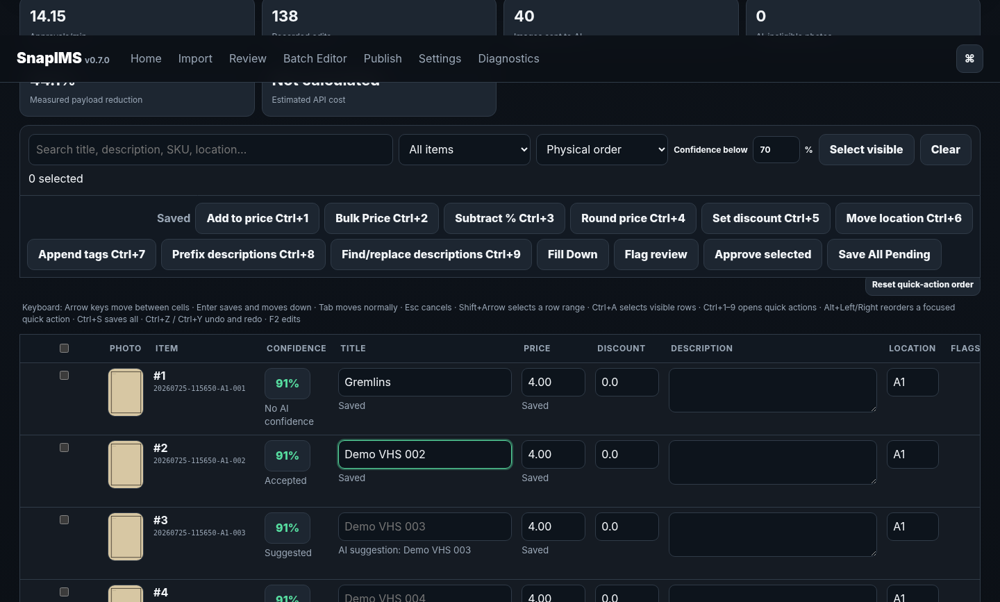 14.15
138
40
0
SnapIMS v0.7.0
Home
Import
Review
Batch Editor
Publish
Settings
Diagnostics
⌘
Measured payload reduction
Estimated API cost
Search title, description, SKU, location...
All items
Physical order
Confidence below
70
%
Select visible
Clear
0 selected
Saved
Add to price Ctrl+1
Bulk Price Ctrl+2
Subtract % Ctrl+3
Round price Ctrl+4
Set discount Ctrl+5
Move location Ctrl+6
Append tags Ctrl+7
Prefix descriptions Ctrl+8
Find/replace descriptions Ctrl+9
Fill Down
Flag review
Approve selected
Save All Pending
Reset quick-action order
Keyboard: Arrow keys move between cells · Enter saves and moves down · Tab moves normally · Esc cancels · Shift+Arrow selects a row range · Ctrl+A selects visible rows · Ctrl+1–9 opens quick actions · Alt+Left/Right reorders a focused
quick action · Ctrl+S saves all · Ctrl+Z / Ctrl+Y undo and redo · F2 edits
PHOTO
ITEM
CONFIDENCE
TITLE
PRICE
DISCOUNT
DESCRIPTION
LOCATION
FLAGS
#1
20260725-115650-A1-001
91%
No AI
confidence
Gremlins
Saved
4.00
Saved
0.0
A1
#2
20260725-115650-A1-002
91%
Accepted
Demo VHS 002
Saved
4.00
Saved
0.0
A1
#3
20260725-115650-A1-003
91%
Suggested
Demo VHS 003
AI suggestion: Demo VHS 003
4.00
Saved
0.0
A1
#4
91%
Demo VHS 004
4.00
0.0
A1